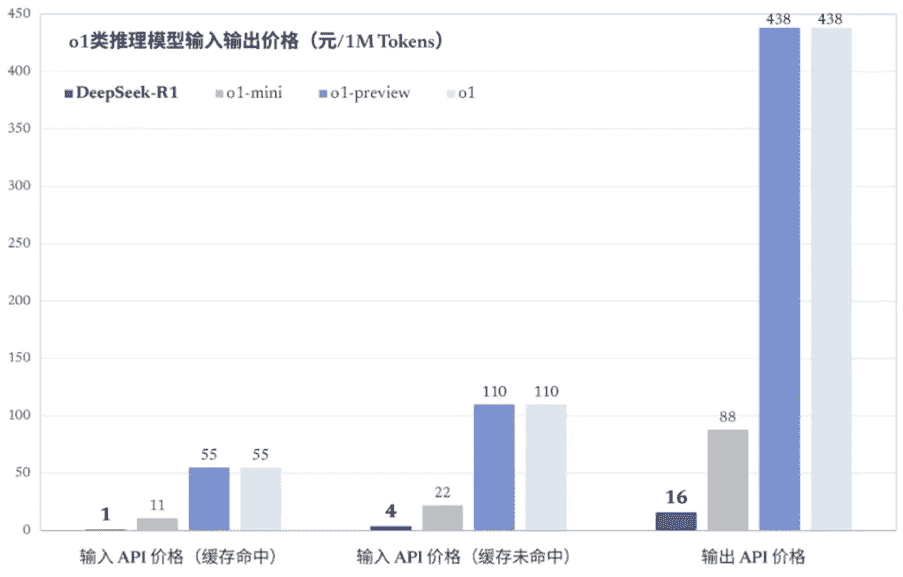 450
o1类推理模型输入输出价格（元/1M Tokens）
400
DeepSeek-R1 o1-mini o1-preview o1
350
300
250
200
150
100
50
0
1 11 55 55
4 22 110 110
16 88 438 438
输入 API 价格（缓存命中） 输入 API 价格（缓存未命中） 输出 API 价格